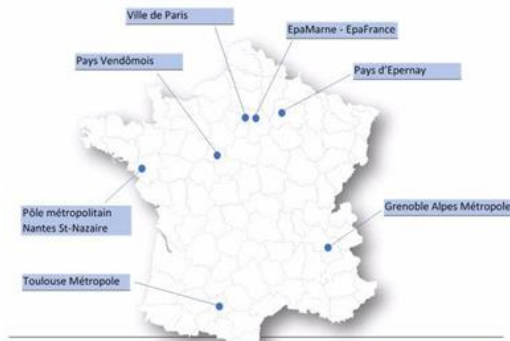 Ville de Paris
EpaMarne - EpaFrance
Pays Vendômois
Pays d'Epernay
Pôle métropolitain
Nantes St-Nazaire
Grenoble Alpes Métropole
Toulouse Métropole